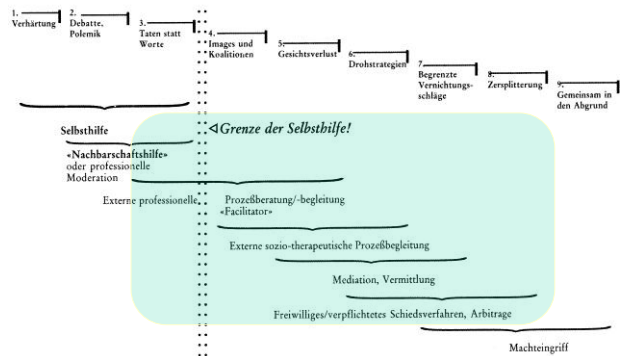 1.
Verhärtung
2.
Debatte,
Polemik
3.
Taten statt
Worte
4.
Images und
Koalitionen
5.
Gesichtsverlust
6.
Drohstrategien
7.
Begrenzte
Vernichtungs-
schläge
8.
Zersplitterung
9.
Gemeinsam in
den Abgrund
Selbsthilfe
Grenze der Selbsthilfe!
«Nachbarschaftshilfe»
oder professionelle
Moderation
Externe professionelle Prozeßberatung/-begleitung
«Facilitator»
Externe sozio-therapeutische Prozeßbegleitung
Mediation, Vermittlung
Freiwilliges/verpflichtetes Schiedsverfahren, Arbitrage
Machteingriff